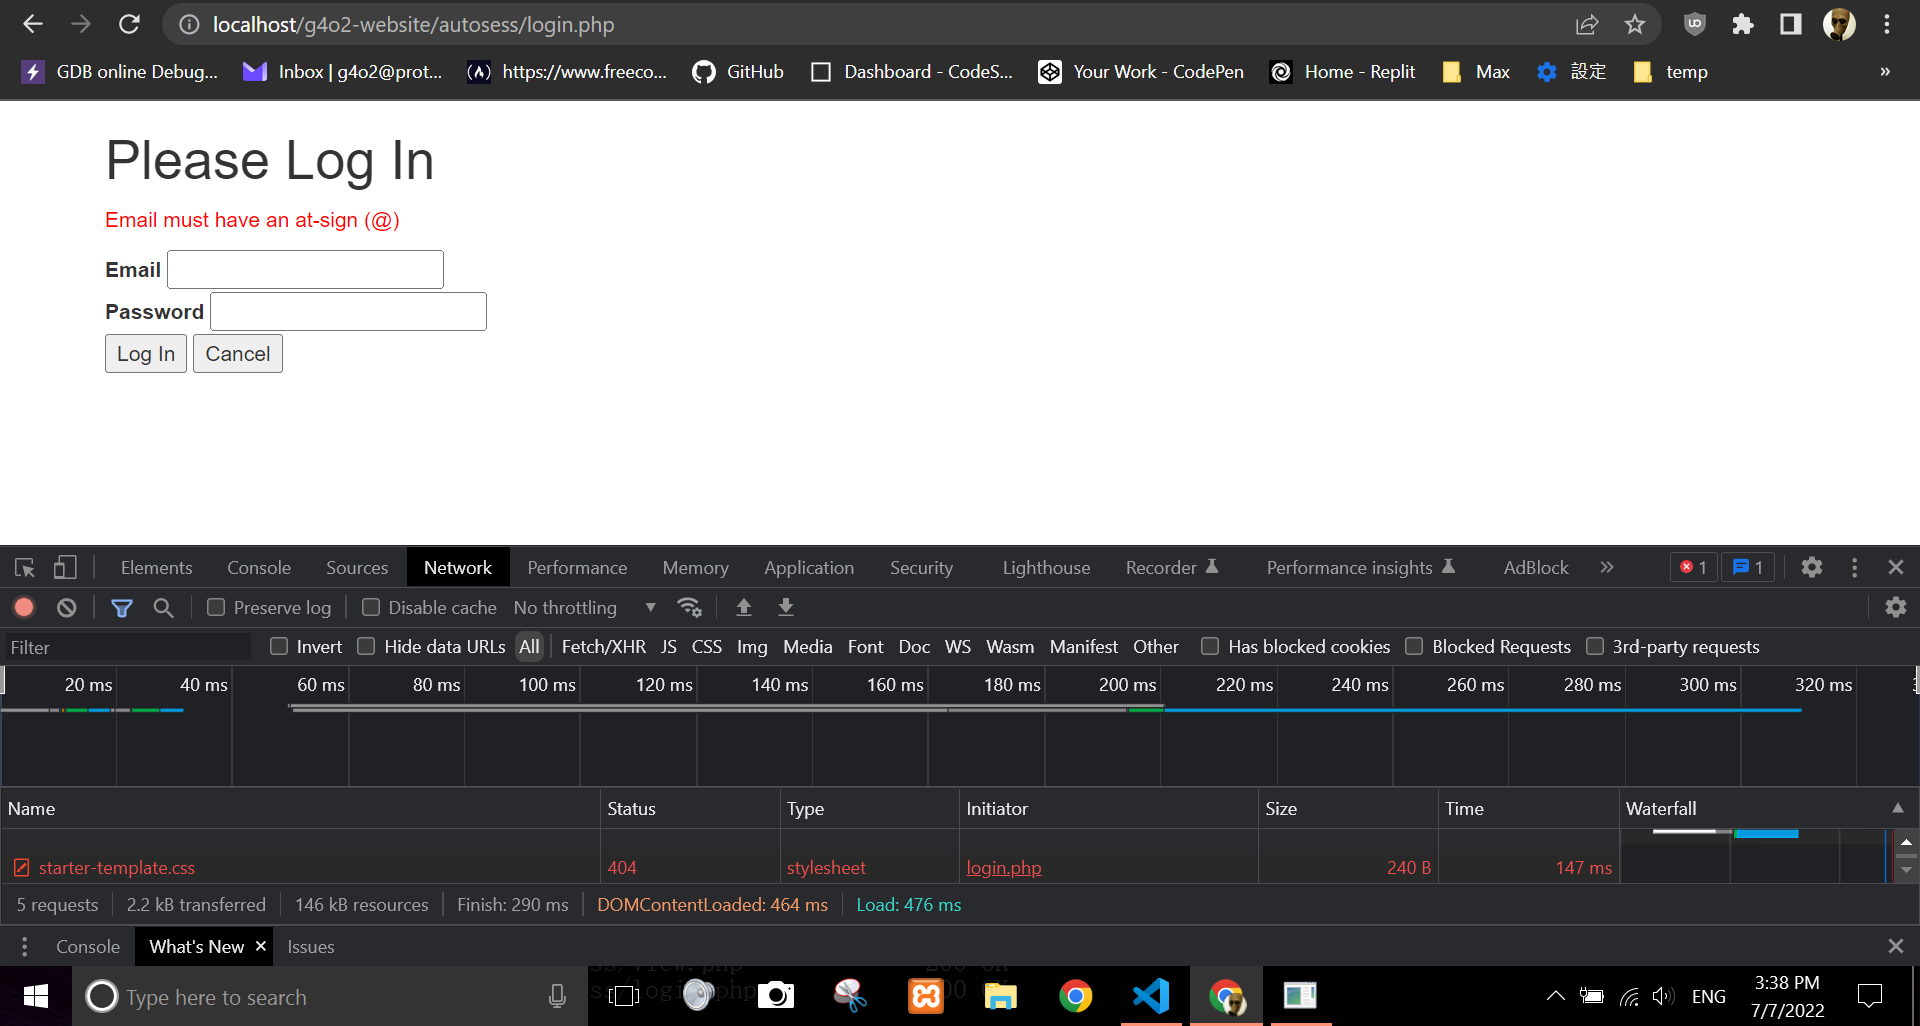 localhost/g4o2-website/autosess/login.php
GDB online Debug... Inbox | g4o2@prot... https://www.freeco... GitHub Dashboard - CodeS... Your Work - CodePen Home - Replit Max 設定 temp »
Please Log In
Email must have an at-sign (@)
Email
Password
Log In Cancel
Elements Console Sources Network Performance Memory Application Security Lighthouse Recorder Performance insights AdBlock » 1 1
Preserve log Disable cache No throttling
Filter Invert Hide data URLs All Fetch/XHR JS CSS Img Media Font Doc WS Wasm Manifest Other Has blocked cookies Blocked Requests 3rd-party requests
20 ms 40 ms 60 ms 80 ms 100 ms 120 ms 140 ms 160 ms 180 ms 200 ms 220 ms 240 ms 260 ms 280 ms 300 ms 320 ms
Name Status Type Initiator Size Time Waterfall
starter-template.css 404 stylesheet login.php 240 B 147 ms
5 requests 2.2 kB transferred 146 kB resources Finish: 290 ms DOMContentLoaded: 464 ms Load: 476 ms
Console What's New × Issues
Type here to search ENG 3:38 PM
7/7/2022